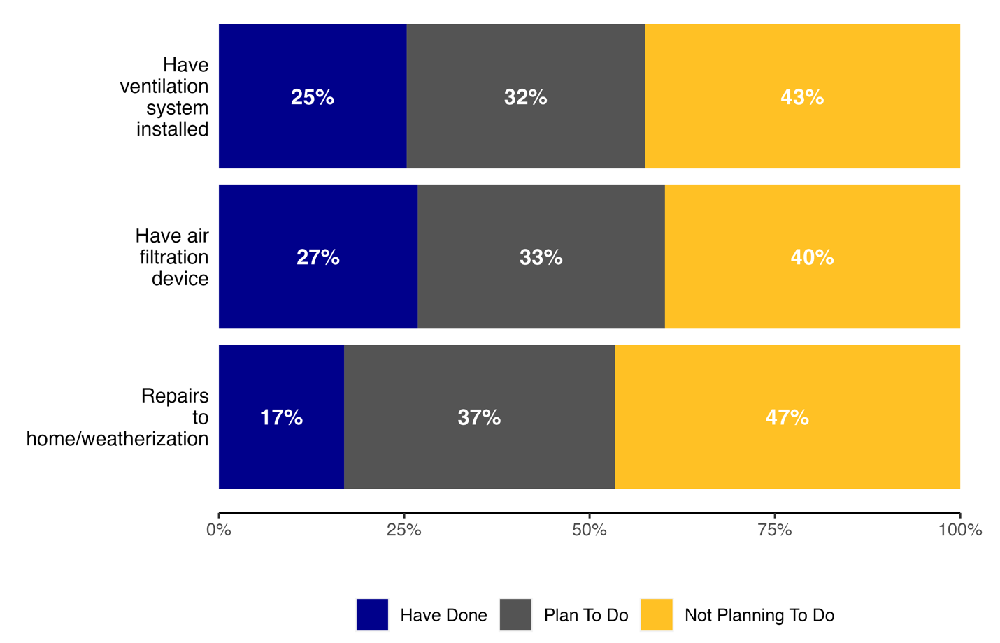 Have
ventilation
system
installed
25% 32% 43%
Have air
filtration
device
27% 33% 40%
Repairs
to
home/weatherization
17% 37% 47%
0% 25% 50% 75% 100%
Have Done Plan To Do Not Planning To Do